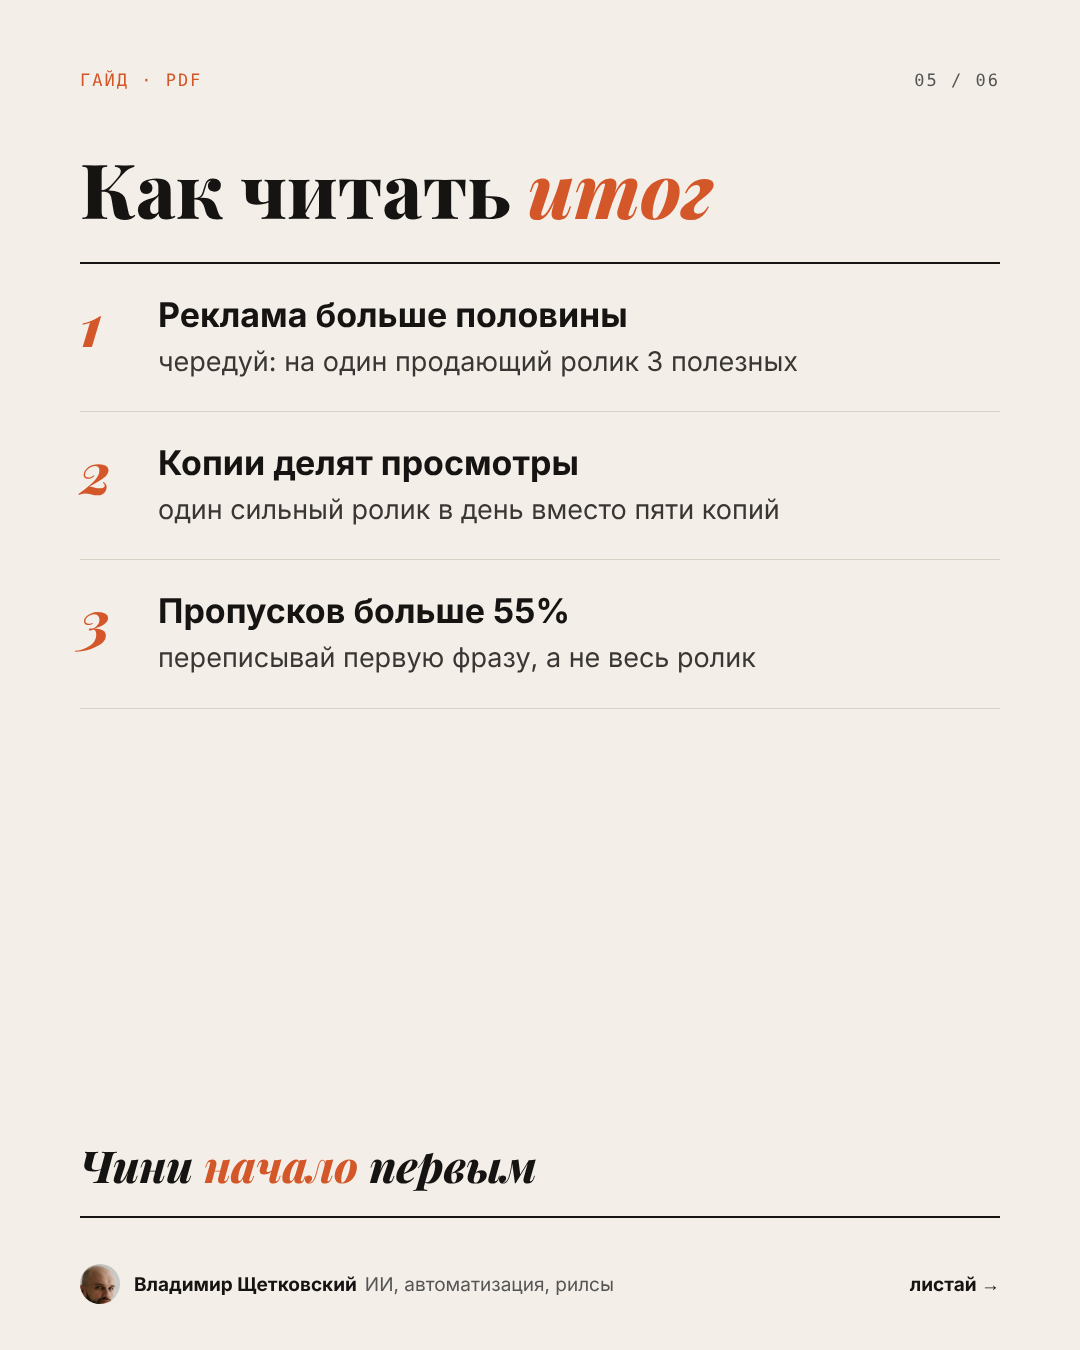 ГАЙД · PDF
05 / 06
Как читать итог
1
Реклама больше половины
чередуй: на один продающий ролик 3 полезных
2
Копии делят просмотры
один сильный ролик в день вместо пяти копий
3
Пропусков больше 55%
переписывай первую фразу, а не весь ролик
Чини начало первым
Владимир Щетковский ИИ, автоматизация, рилсы
листай →